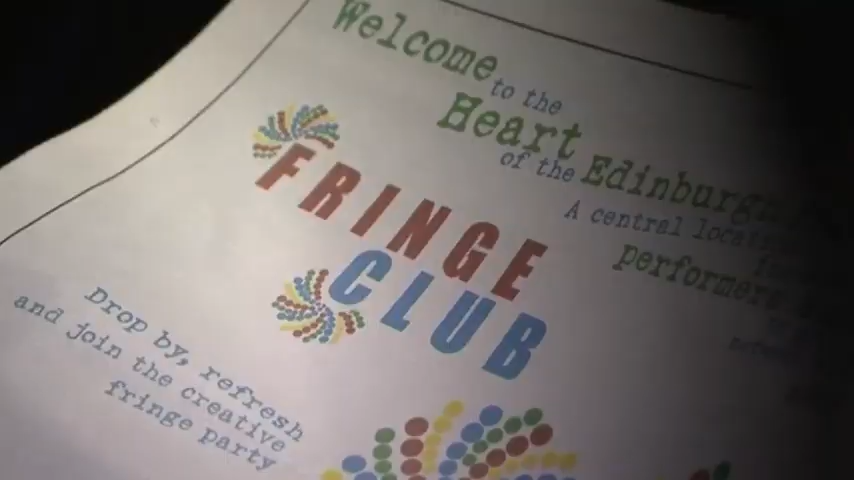 Welcome
to the
Heart
of the Edinburgh
A central
performers
FRINGE
CLUB
Drop by, refresh
and join the creative
fringe party